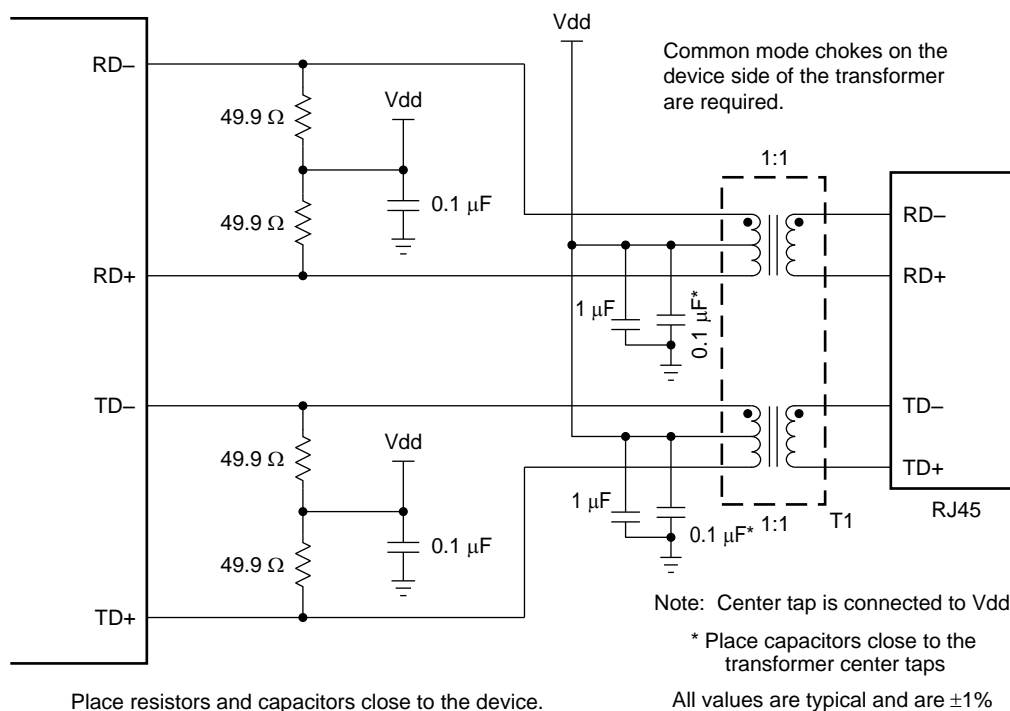 Vdd
Common mode chokes on the
device side of the transformer
are required.
RD–
49.9 Ω
Vdd
0.1 μF
49.9 Ω
RD+
1:1
RD–
RD+
1 μF
0.1 μF*
TD–
49.9 Ω
Vdd
0.1 μF
49.9 Ω
TD+
TD–
TD+
1 μF
0.1 μF*
1:1
T1
RJ45
Note: Center tap is connected to Vdd
* Place capacitors close to the
transformer center taps
Place resistors and capacitors close to the device.
All values are typical and are ±1%